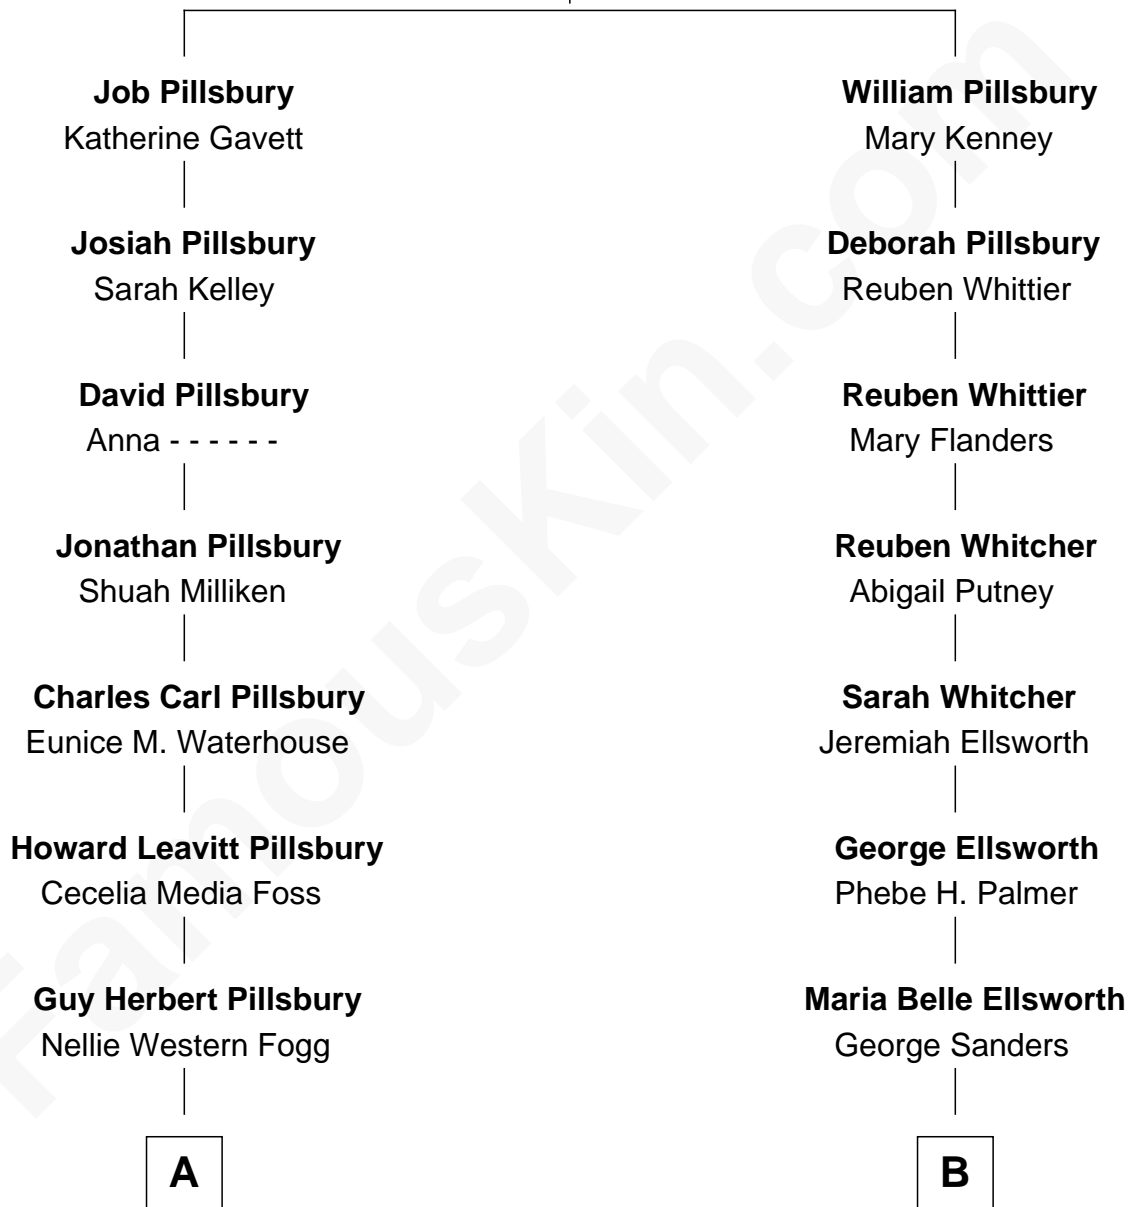 Job Pillsbury
Katherine Gavett
Josiah Pillsbury
Sarah Kelley
David Pillsbury
Anna - - - - - -
Jonathan Pillsbury
Shuah Milliken
Charles Carl Pillsbury
Eunice M. Waterhouse
Howard Leavitt Pillsbury
Cecelia Media Foss
Guy Herbert Pillsbury
Nellie Western Fogg
A
William Pillsbury
Mary Kenney
Deborah Pillsbury
Reuben Whittier
Reuben Whittier
Mary Flanders
Reuben Whitcher
Abigail Putney
Sarah Whitcher
Jeremiah Ellsworth
George Ellsworth
Phebe H. Palmer
Maria Belle Ellsworth
George Sanders
B
FamousKin.com